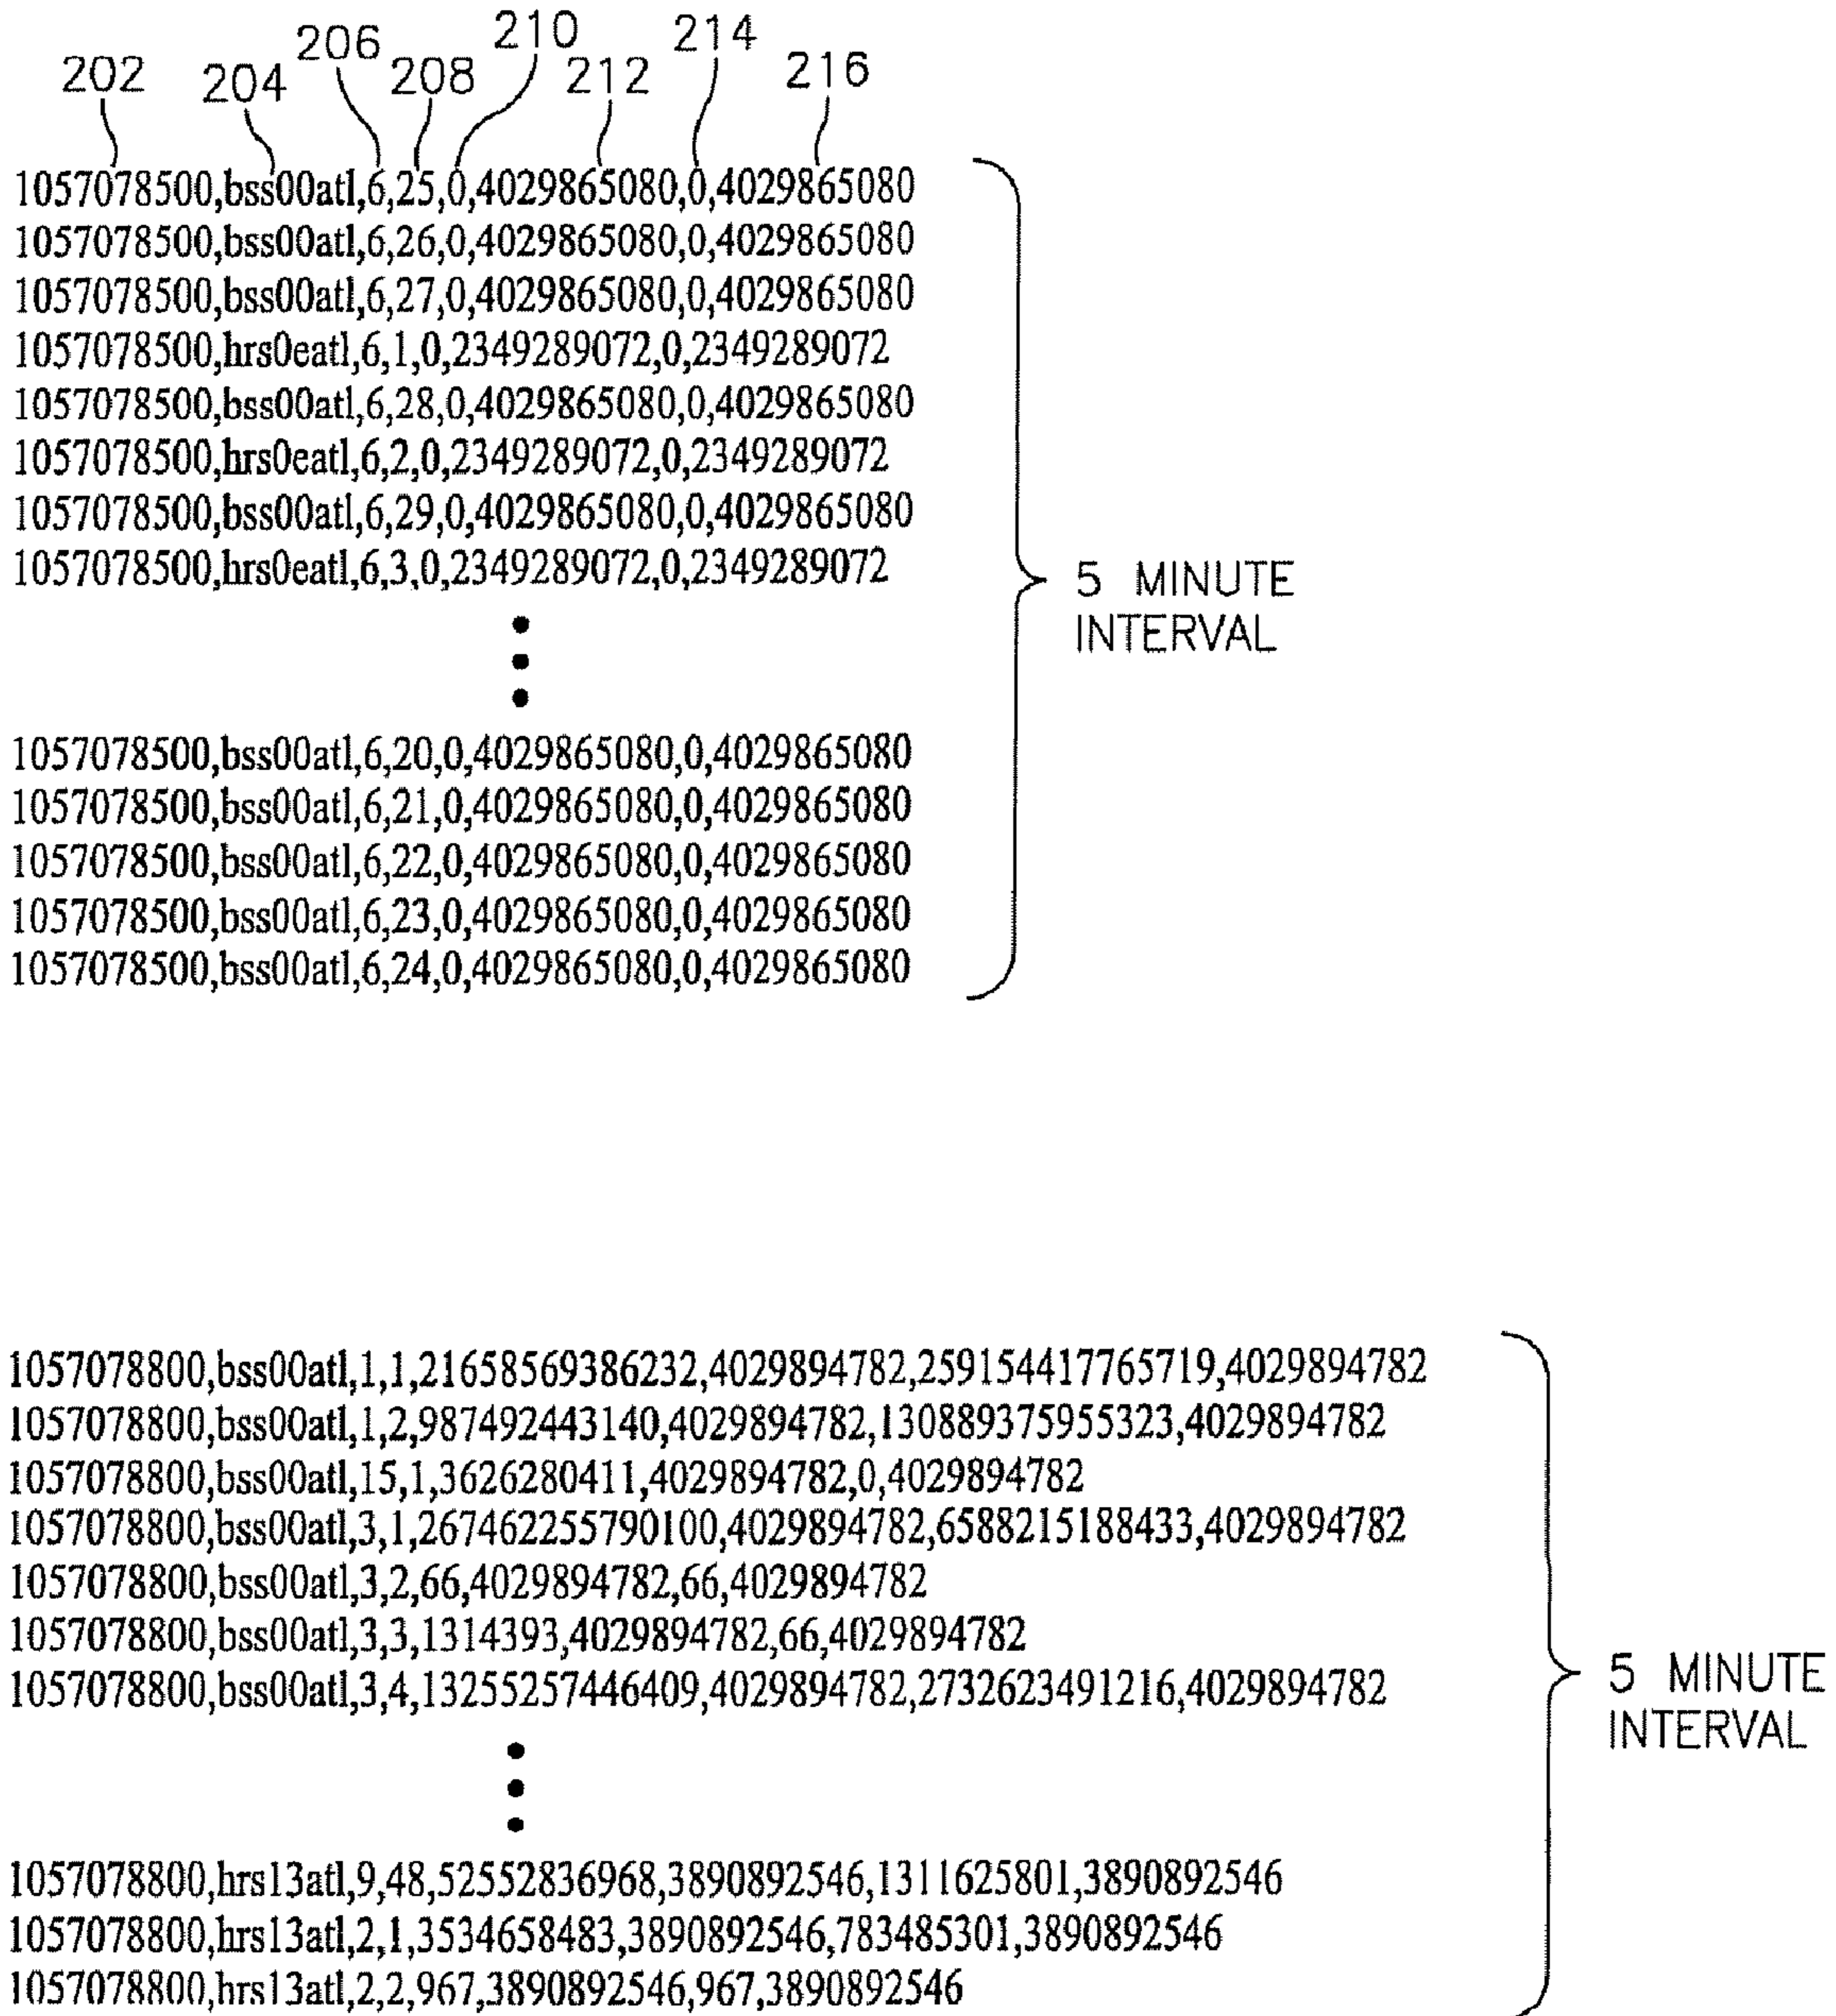 202 204 206 208 210 212 214 216
1057078500,bss00atl,6,25,0,4029865080,0,4029865080
1057078500,bss00atl,6,26,0,4029865080,0,4029865080
1057078500,bss00atl,6,27,0,4029865080,0,4029865080
1057078500,hrs0eatl,6,1,0,2349289072,0,2349289072
1057078500,bss00atl,6,28,0,4029865080,0,4029865080
1057078500,hrs0eatl,6,2,0,2349289072,0,2349289072
1057078500,bss00atl,6,29,0,4029865080,0,4029865080
1057078500,hrs0eatl,6,3,0,2349289072,0,2349289072
5 MINUTE
INTERVAL
1057078500,bss00atl,6,20,0,4029865080,0,4029865080
1057078500,bss00atl,6,21,0,4029865080,0,4029865080
1057078500,bss00atl,6,22,0,4029865080,0,4029865080
1057078500,bss00atl,6,23,0,4029865080,0,4029865080
1057078500,bss00atl,6,24,0,4029865080,0,4029865080
1057078800,bss00atl,1,1,21658569386232,4029894782,259154417765719,4029894782
1057078800,bss00atl,1,2,987492443140,4029894782,130889375955323,4029894782
1057078800,bss00atl,15,1,3626280411,4029894782,0,4029894782
1057078800,bss00atl,3,1,267462255790100,4029894782,6588215188433,4029894782
1057078800,bss00atl,3,2,66,4029894782,66,4029894782
1057078800,bss00atl,3,3,1314393,4029894782,66,4029894782
1057078800,bss00atl,3,4,13255257446409,4029894782,2732623491216,4029894782
5 MINUTE
INTERVAL
1057078800,hrs13atl,9,48,52552836968,3890892546,1311625801,3890892546
1057078800,hrs13atl,2,1,3534658483,3890892546,783485301,3890892546
1057078800,hrs13atl,2,2,967,3890892546,967,3890892546